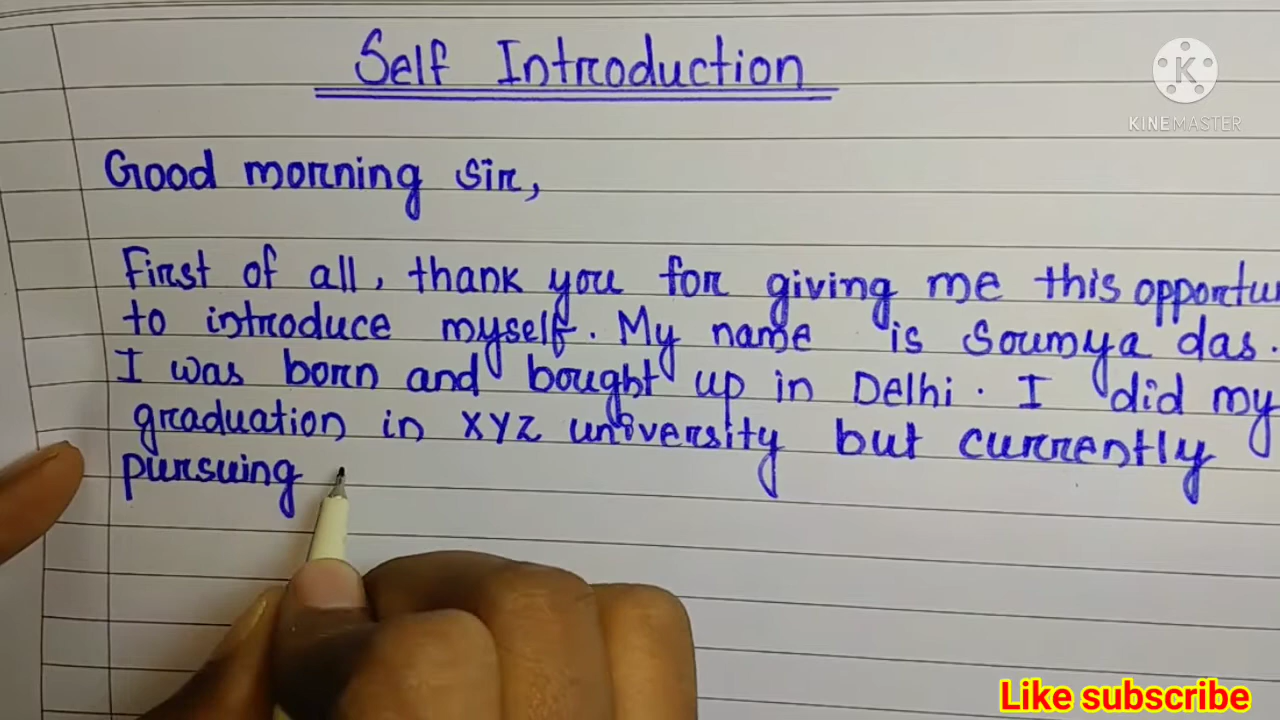 Self Introduction
KINEMASTER
Good morning Sir,
First of all, thank you for giving me this opportun
to introduce myself. My name is Soumya das.
I was born and bought up in Delhi. I did my
graduation in XYZ university but currently
pursuing
Like subscribe